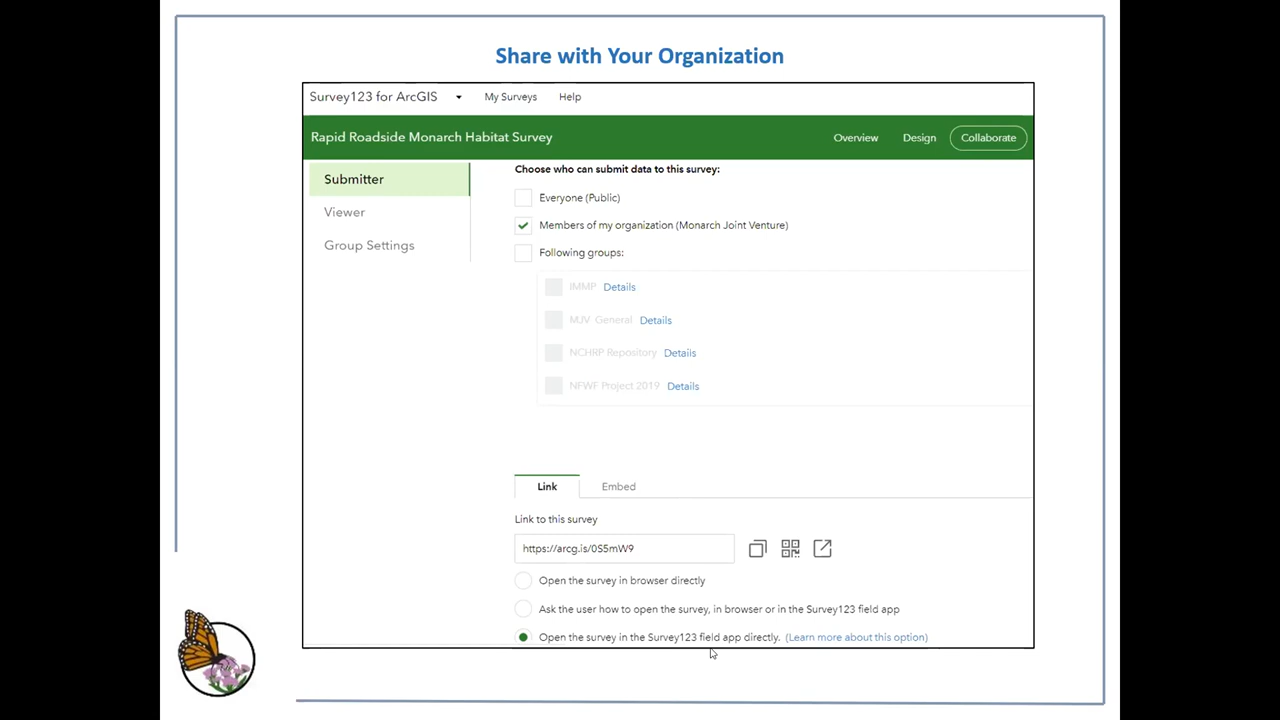 Share with Your Organization
Survey123 for ArcGIS My Surveys Help
Rapid Roadside Monarch Habitat Survey Overview Design Collaborate
Submitter
Viewer
Group Settings
Choose who can submit data to this survey:
Everyone (Public)
Members of my organization (Monarch Joint Venture)
Following groups:
IMMP Details
MJV General Details
NCHRP Repository Details
NFWF Project 2019 Details
Link Embed
Link to this survey
https://arcg.is/0S5mW9
Open the survey in browser directly
Ask the user how to open the survey, in browser or in the Survey123 field app
Open the survey in the Survey123 field app directly. (Learn more about this option)